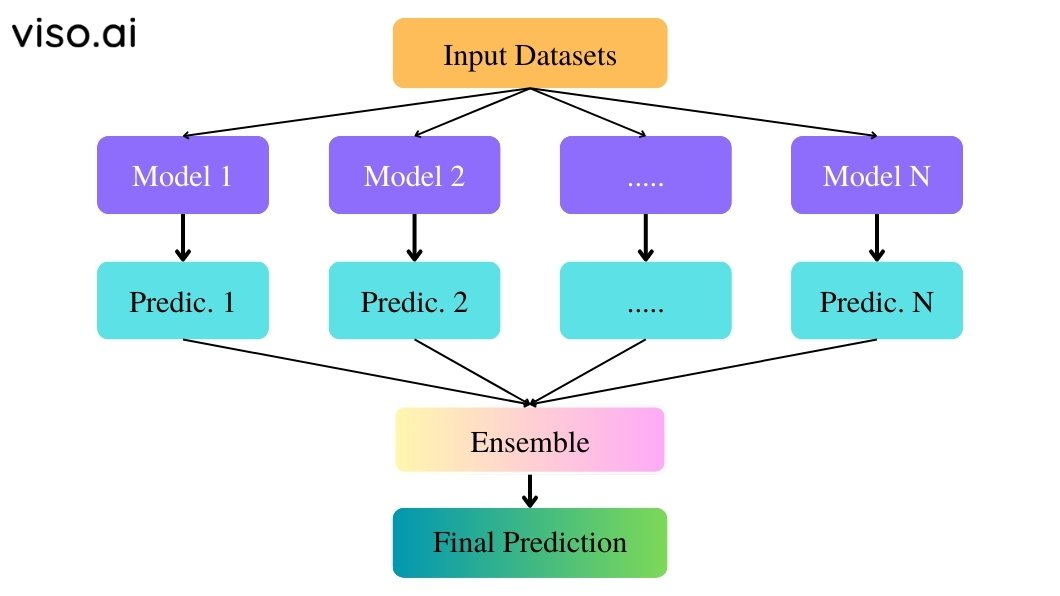 viso.ai
Input Datasets
Model 1
Model 2
.....
Model N
Predic. 1
Predic. 2
.....
Predic. N
Ensemble
Final Prediction